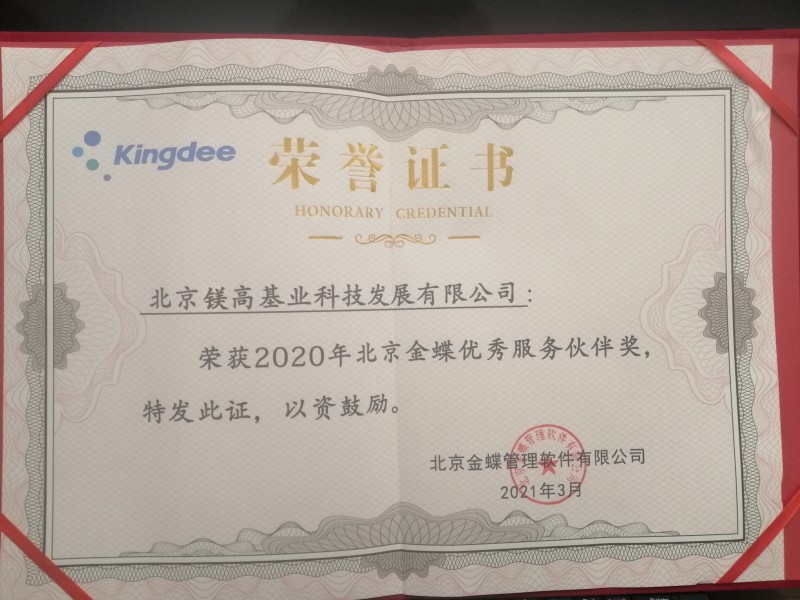 Kingdee
荣誉证书
HONORARY CREDENTIAL
北京镁高基业科技发展有限公司：
荣获2020年北京金蝶优秀服务伙伴奖，
特发此证，以资鼓励。
北京金蝶管理软件有限公司
2021年3月